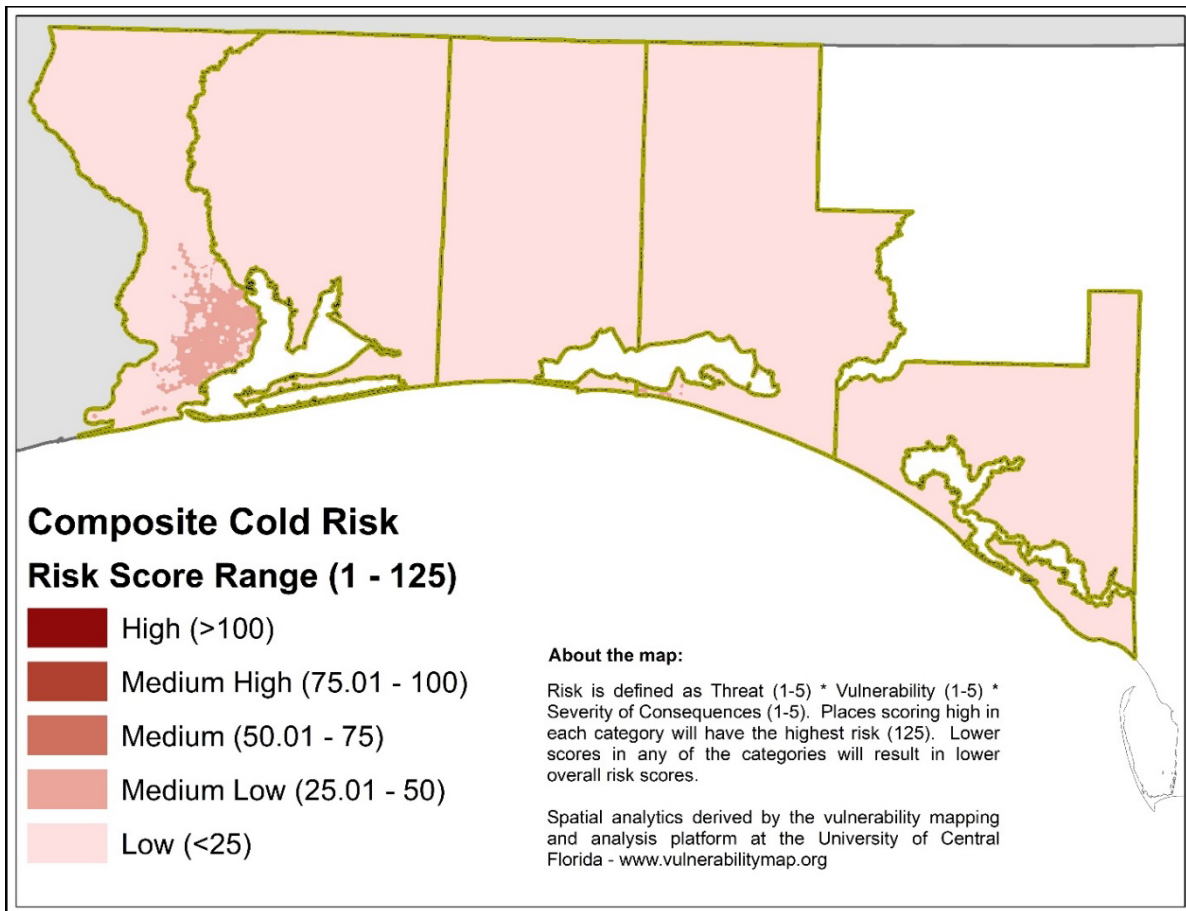 Composite Cold Risk
Risk Score Range (1 - 125)
High (>100)
Medium High (75.01 - 100)
Medium (50.01 - 75)
Medium Low (25.01 - 50)
Low (<25)
About the map:
Risk is defined as Threat (1-5) * Vulnerability (1-5) *
Severity of Consequences (1-5). Places scoring high in
each category will have the highest risk (125). Lower
scores in any of the categories will result in lower
overall risk scores.
Spatial analytics derived by the vulnerability mapping
and analysis platform at the University of Central
Florida - www.vulnerabilitymap.org